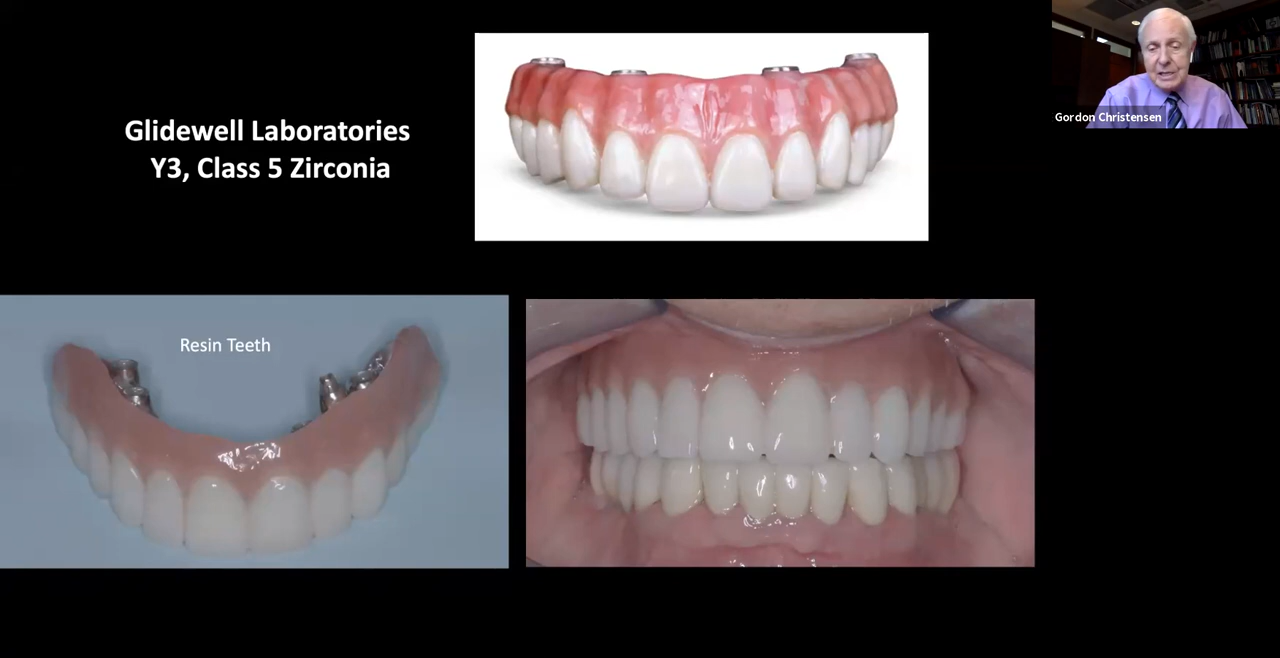 Glidewell Laboratories
Y3, Class 5 Zirconia
Gordon Christensen
Resin Teeth